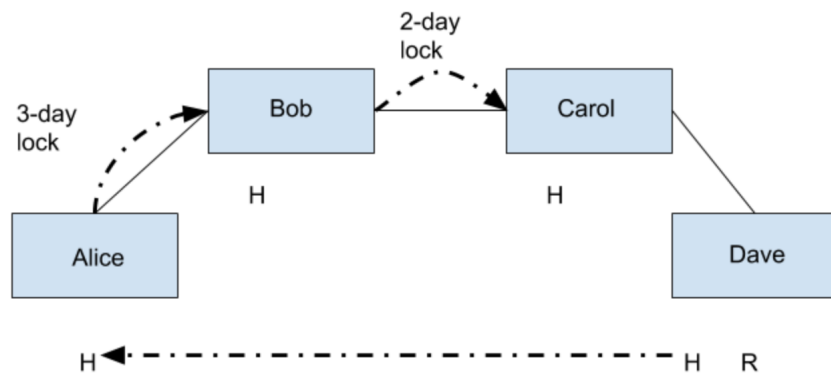 2-day
lock
3-day
lock
Bob
Carol
H
H
Alice
Dave
H
H
R